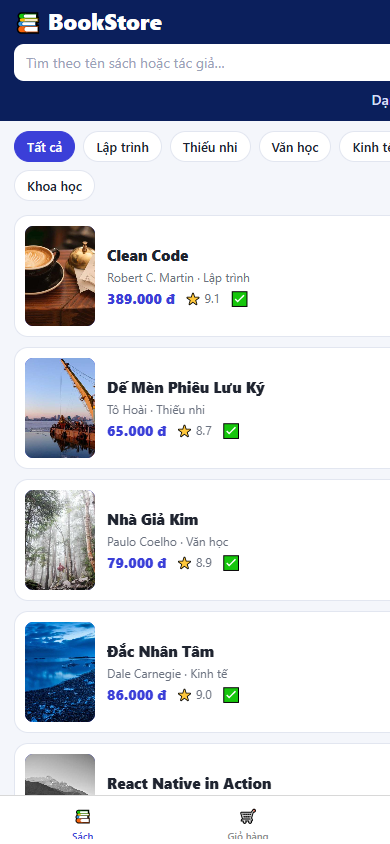 BookStore
Tìm theo tên sách hoặc tác giả...
Dạ
Tất cả
Lập trình
Thiếu nhi
Văn học
Kinh tế
Khoa học
Clean Code
Robert C. Martin · Lập trình
389.000 đ 9.1
Dế Mèn Phiêu Lưu Ký
Tô Hoài · Thiếu nhi
65.000 đ 8.7
Nhà Giả Kim
Paulo Coelho · Văn học
79.000 đ 8.9
Đắc Nhân Tâm
Dale Carnegie · Kinh tế
86.000 đ 9.0
React Native in Action
Sách
Giỏ hàng